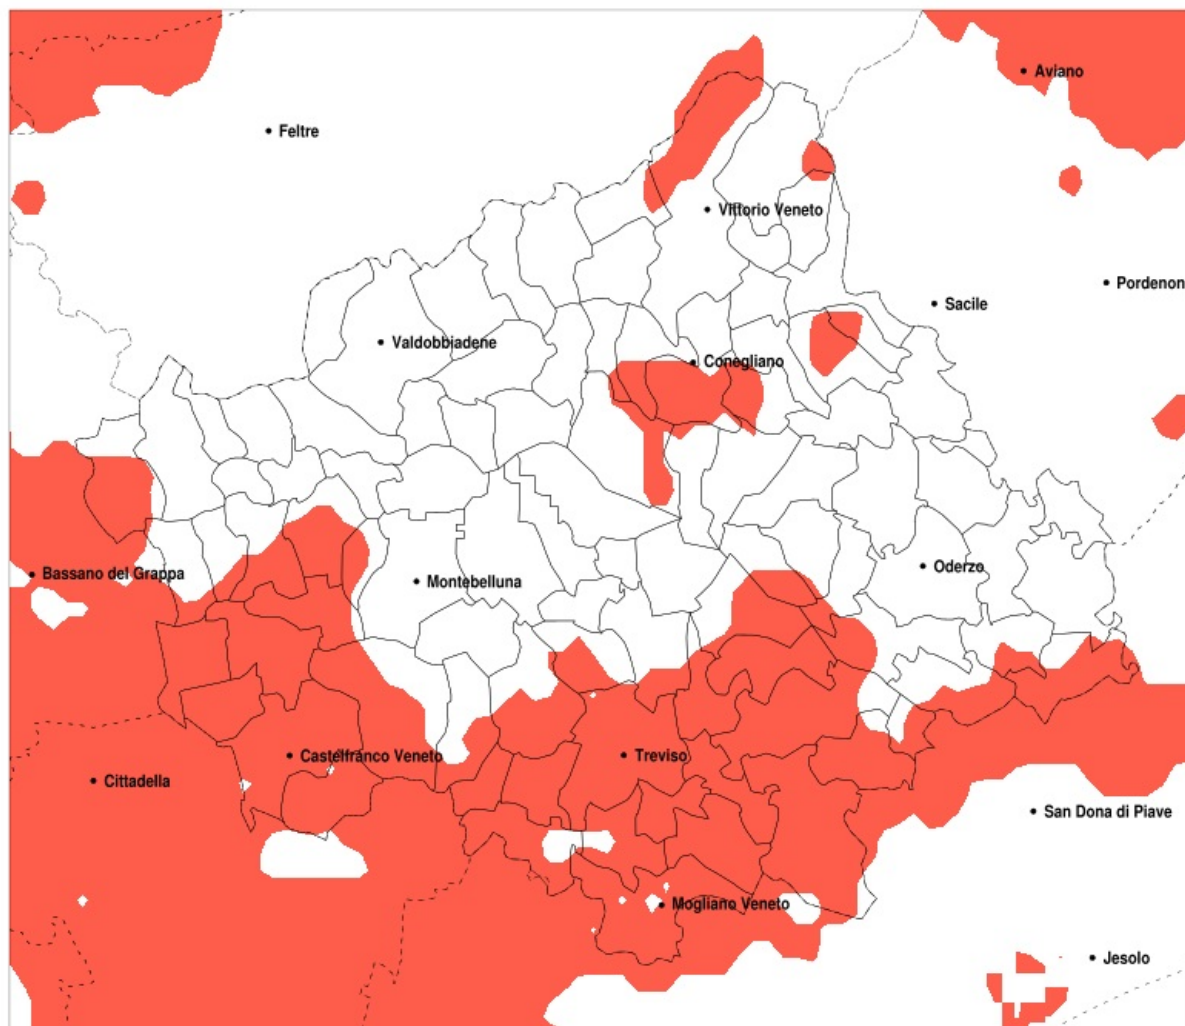 Aviano
Feltre
Vittorio Veneto
Pordenon
Sacile
Valdobbiadene
Conegliano
Bassano del Grappa
Montebelluna
Oderzo
Castelfranco Veneto
Treviso
Cittadella
San Dona di Piave
Mogliano Veneto
Jesolo